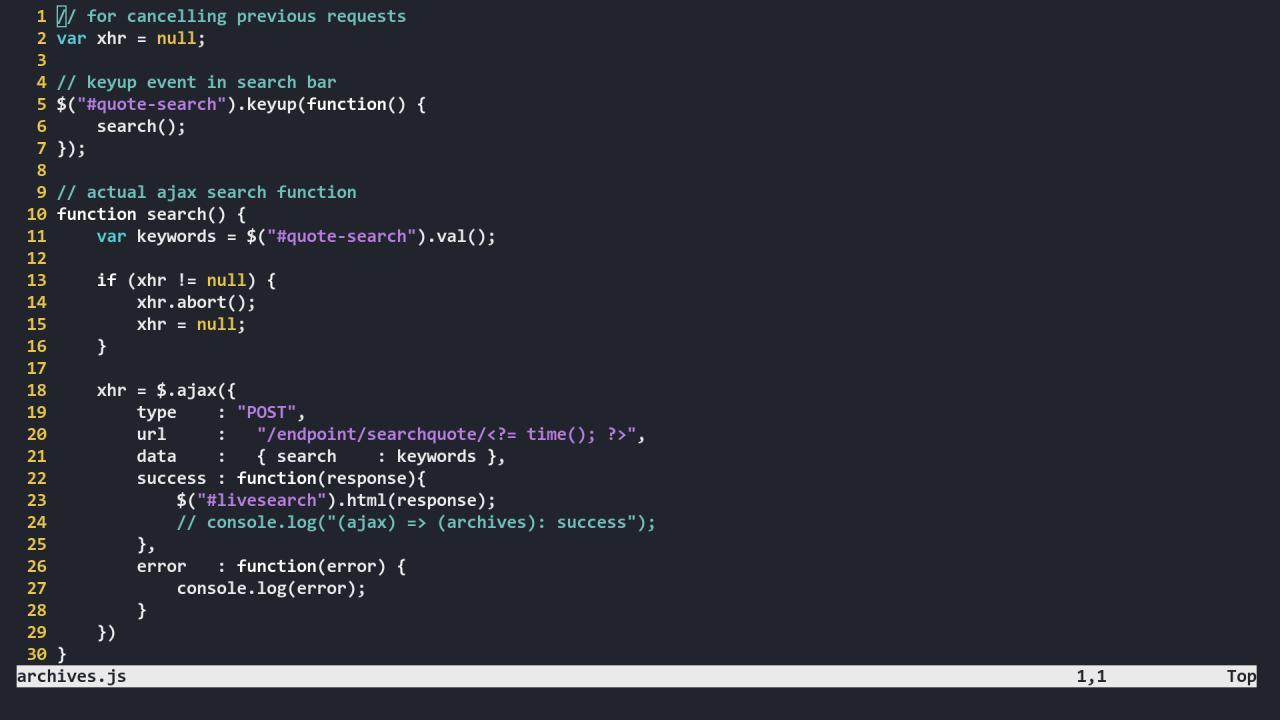 1 // for cancelling previous requests
2 var xhr = null;
3
4 // keyup event in search bar
5 $("#quote-search").keyup(function() {
6     search();
7 });
8
9 // actual ajax search function
10 function search() {
11     var keywords = $("#quote-search").val();
12
13     if (xhr != null) {
14         xhr.abort();
15         xhr = null;
16     }
17
18     xhr = $.ajax({
19         type    : "POST",
20         url     :   "/endpoint/searchquote/<?= time(); ?>",
21         data    :   { search    : keywords },
22         success : function(response){
23             $("#livesearch").html(response);
24             // console.log("(ajax) => (archives): success");
25         },
26         error   : function(error) {
27             console.log(error);
28         }
29     })
30 }
archives.js 1,1 Top